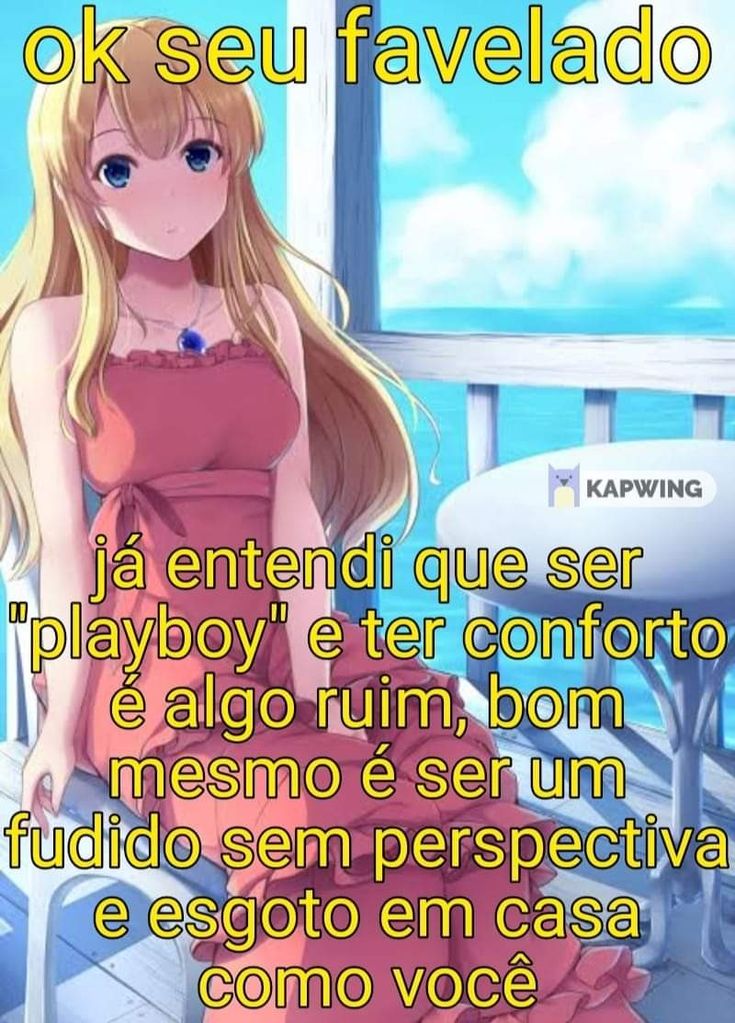 ok seu favelado
KAPWING
já entendi que ser
"playboy" e ter conforto
é algo ruim, bom
mesmo é ser um
fudido sem perspectiva
e esgoto em casa
como você